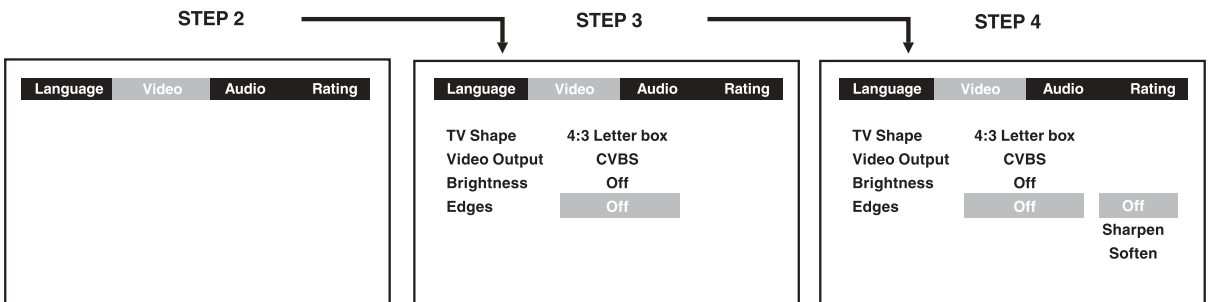 STEP 2
STEP 3
STEP 4
Language Video Audio Rating
Language Video Audio Rating
TV Shape 4:3 Letter box
Video Output CVBS
Brightness Off
Edges Off
Language Video Audio Rating
TV Shape 4:3 Letter box
Video Output CVBS
Brightness Off
Edges Off Off
Sharpen
Soften